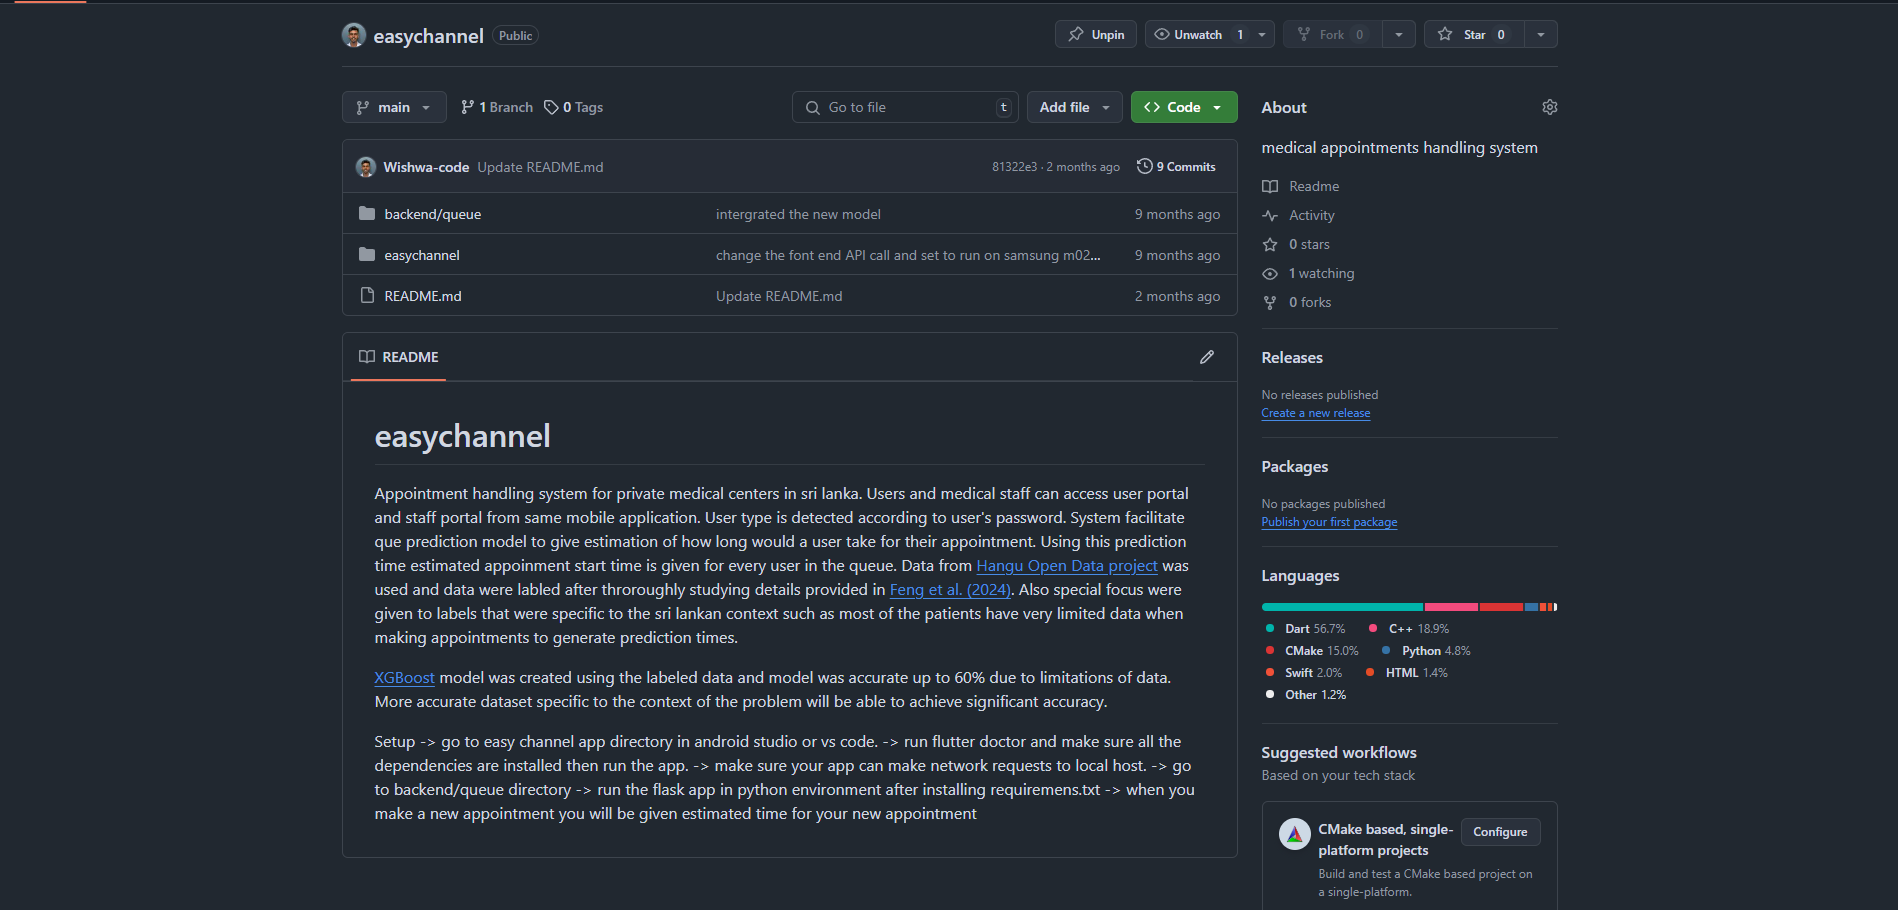 easychannel Public
Unpin
Unwatch 1
Fork 0
Star 0
main
1 Branch
0 Tags
Go to file t
Add file
Code
Wishwa-code Update README.md 81322e3 · 2 months ago 9 Commits
backend/queue intergrated the new model 9 months ago
easychannel change the font end API call and set to run on samsung m02... 9 months ago
README.md Update README.md 2 months ago
README
easychannel
Appointment handling system for private medical centers in sri lanka. Users and medical staff can access user portal
and staff portal from same mobile application. User type is detected according to user's password. System facilitate
que prediction model to give estimation of how long would a user take for their appointment. Using this prediction
time estimated appoinment start time is given for every user in the queue. Data from Hangu Open Data project was
used and data were labled after throroughly studying details provided in Feng et al. (2024). Also special focus were
given to labels that were specific to the sri lankan context such as most of the patients have very limited data when
making appointments to generate prediction times.
XGBoost model was created using the labeled data and model was accurate up to 60% due to limitations of data.
More accurate dataset specific to the context of the problem will be able to achieve significant accuracy.
Setup -> go to easy channel app directory in android studio or vs code. -> run flutter doctor and make sure all the
dependencies are installed then run the app. -> make sure your app can make network requests to local host. -> go
to backend/queue directory -> run the flask app in python environment after installing requiremens.txt -> when you
make a new appointment you will be given estimated time for your new appointment
About
medical appointments handling system
Readme
Activity
0 stars
1 watching
0 forks
Releases
No releases published
Create a new release
Packages
No packages published
Publish your first package
Languages
Dart 56.7% C++ 18.9%
CMake 15.0% Python 4.8%
Swift 2.0% HTML 1.4%
Other 1.2%
Suggested workflows
Based on your tech stack
CMake based, single-
platform projects
Configure
Build and test a CMake based project on
a single-platform.